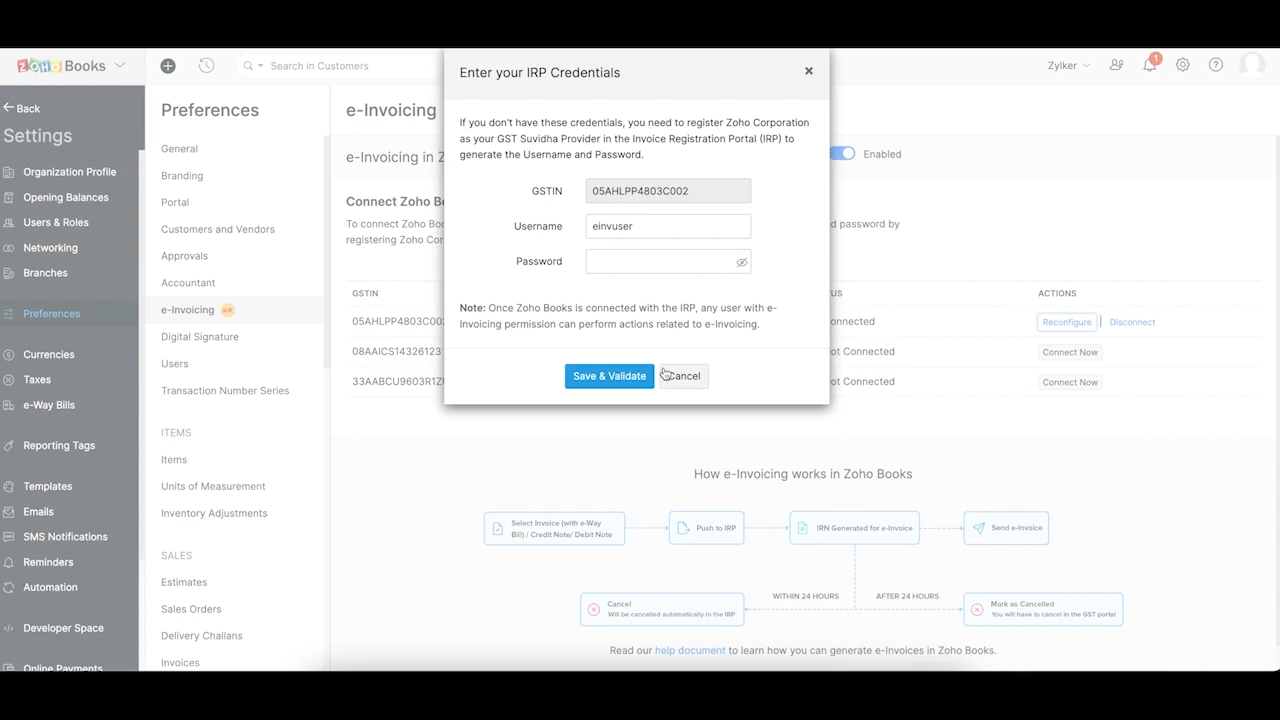 ZOHO Books
Search in Customers
Zylker
1
Back
Settings
Organization Profile
Opening Balances
Users & Roles
Networking
Branches
Preferences
Currencies
Taxes
e-Way Bills
Reporting Tags
Templates
Emails
SMS Notifications
Reminders
Automation
Developer Space
Online Payments
Preferences
General
Branding
Portal
Customers and Vendors
Approvals
Accountant
e-Invoicing
Digital Signature
Users
Transaction Number Series
ITEMS
Items
Units of Measurement
Inventory Adjustments
SALES
Estimates
Sales Orders
Delivery Challans
Invoices
e-Invoicing
e-Invoicing in Z
Enabled
Connect Zoho Bo
To connect Zoho Boo
d password by
registering Zoho Cor
GSTIN
US
ACTIONS
05AHLPP4803C002
onnected
Reconfigure
Disconnect
08AAICS14326123
ot Connected
Connect Now
33AABCU9603R1Z
ot Connected
Connect Now
Enter your IRP Credentials
If you don't have these credentials, you need to register Zoho Corporation
as your GST Suvidha Provider in the Invoice Registration Portal (IRP) to
generate the Username and Password.
GSTIN
05AHLPP4803C002
Username
einvuser
Password
Note: Once Zoho Books is connected with the IRP, any user with e-
Invoicing permission can perform actions related to e-Invoicing.
Save & Validate
Cancel
How e-Invoicing works in Zoho Books
Select Invoice (with e-Way
Bill) / Credit Note/ Debit Note
Push to IRP
IRN Generated for e-Invoice
Send e-Invoice
WITHIN 24 HOURS
AFTER 24 HOURS
Cancel
Will be cancelled automatically in the IRP
Mark as Cancelled
You will have to cancel in the GST portal
Read our help document to learn how you can generate e-Invoices in Zoho Books.